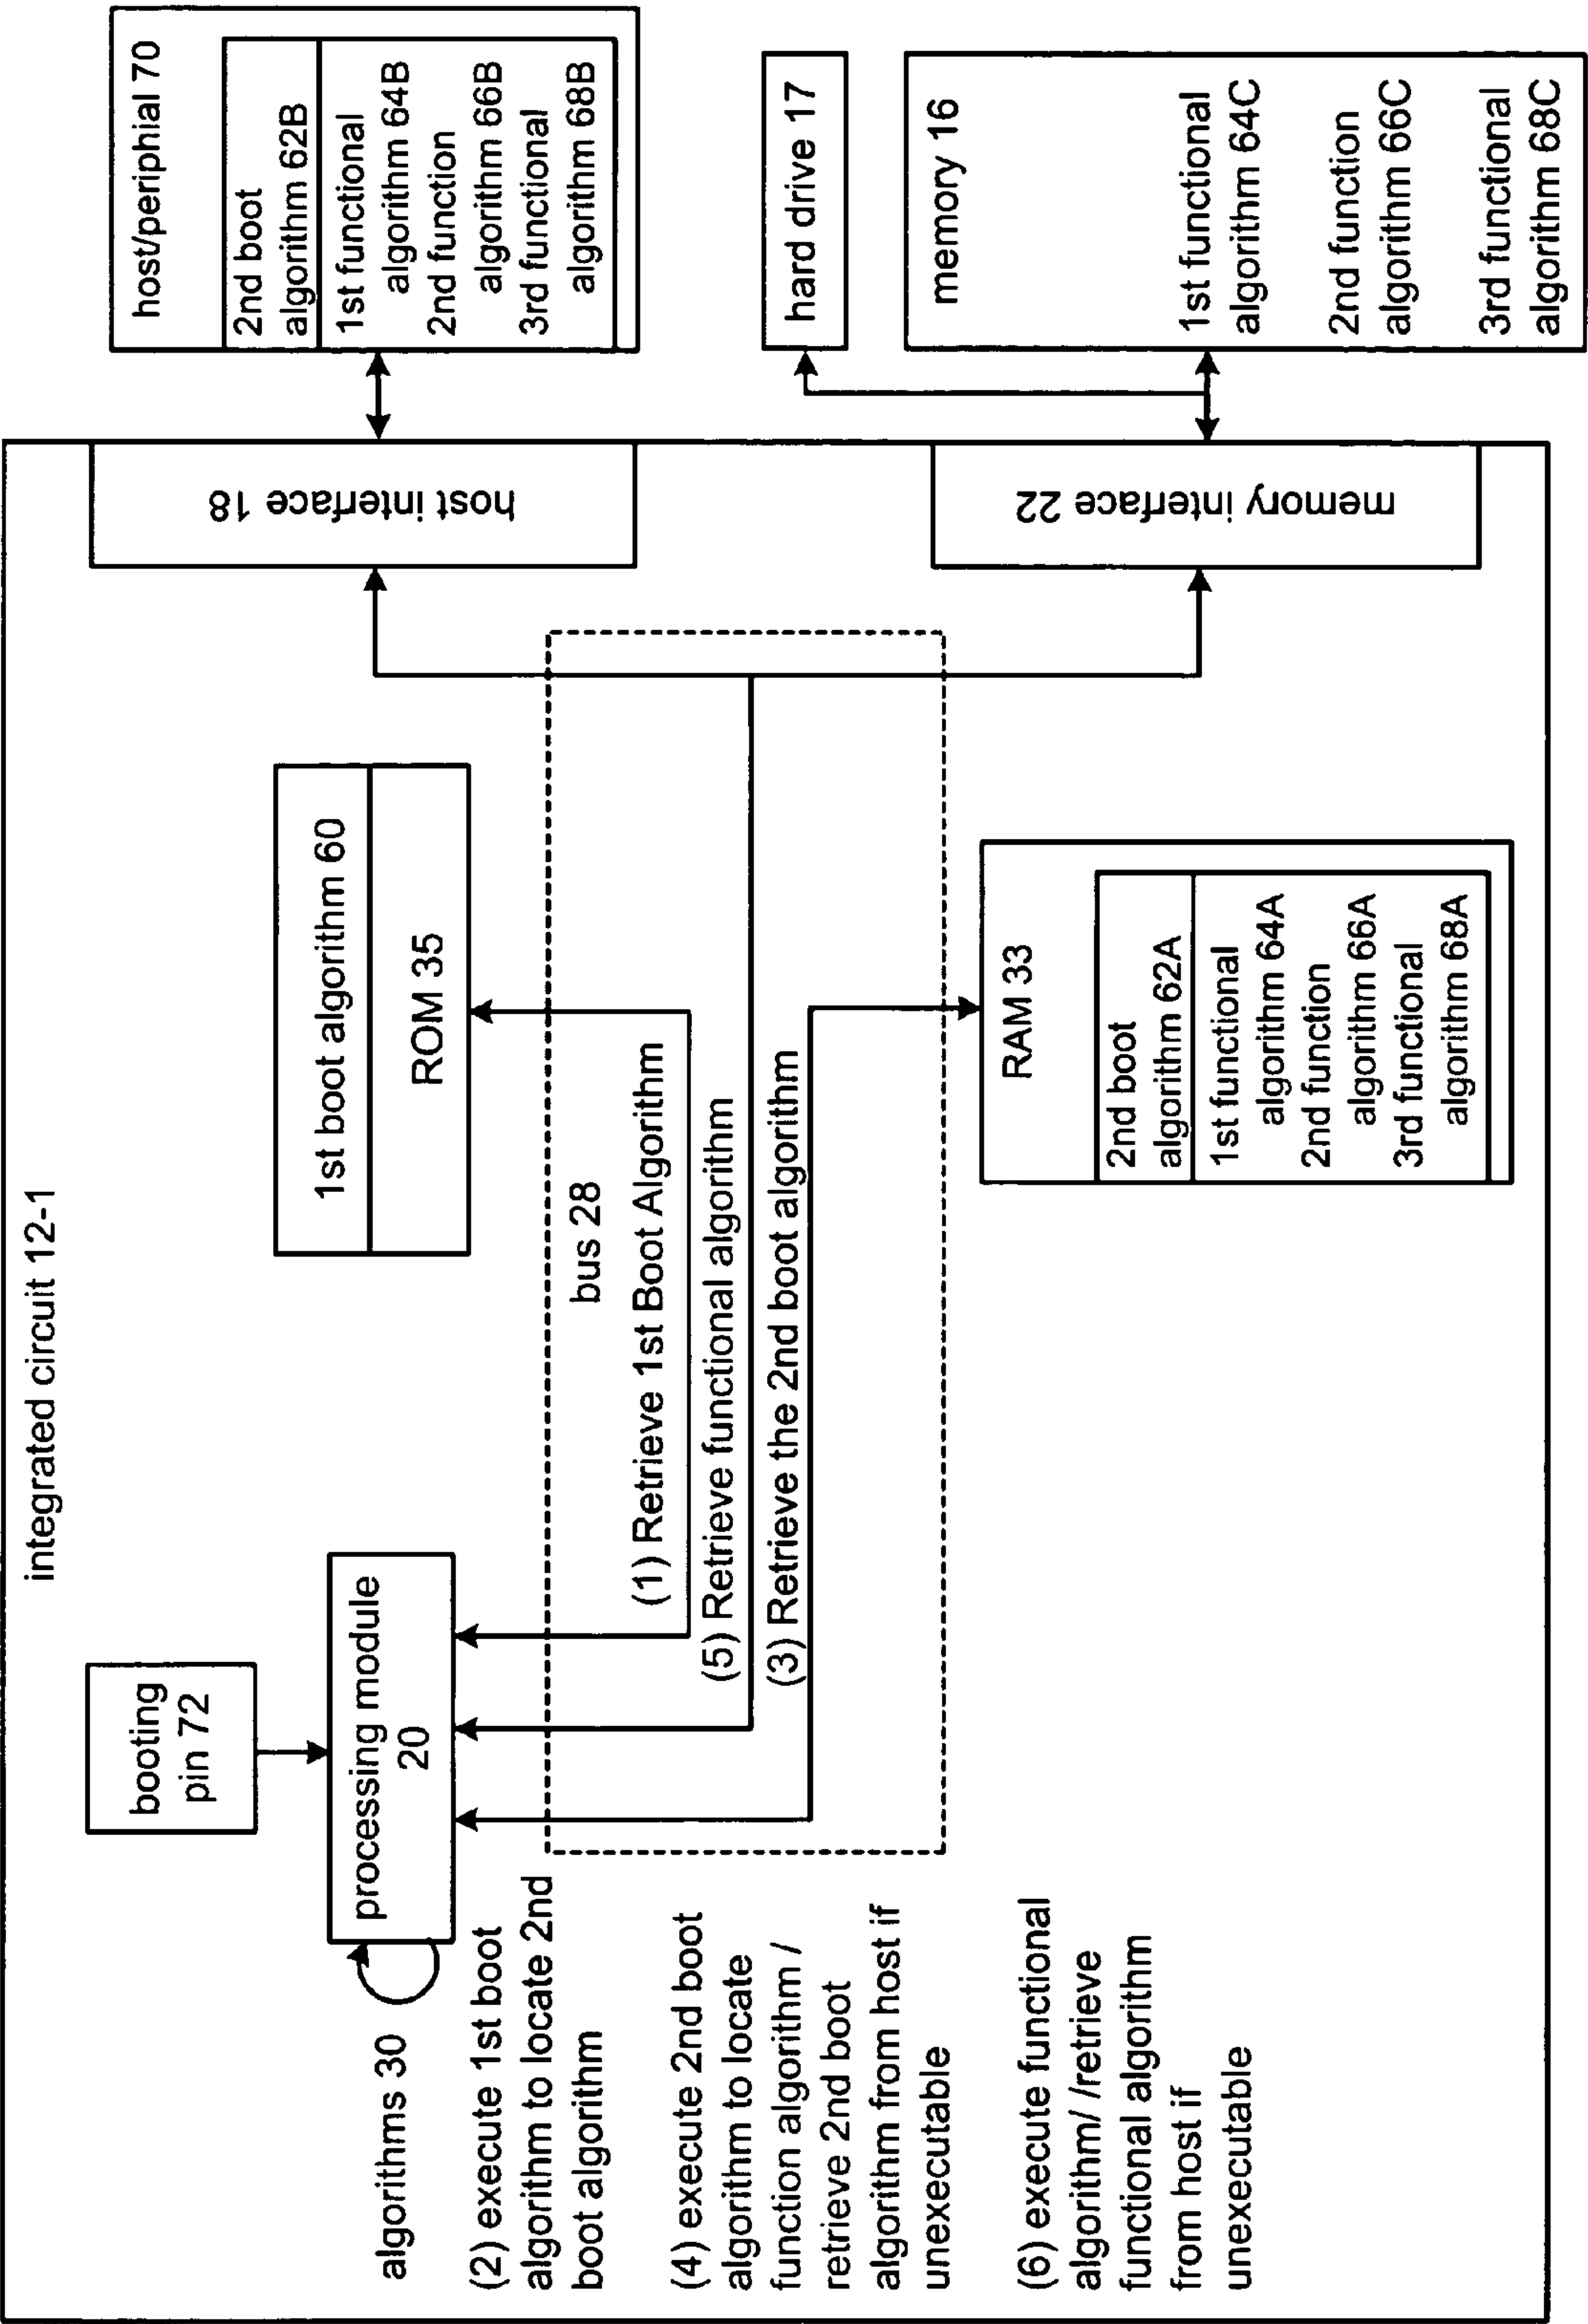 integrated circuit 12-1
booting
pin 72
processing module
20
algorithms 30
(2) execute 1st boot
algorithm to locate 2nd
boot algorithm
(4) execute 2nd boot
algorithm to locate
function algorithm /
retrieve 2nd boot
algorithm from host if
unexecutable
(6) execute functional
algorithm/ /retrieve
functional algorithm
from host if
unexecutable
1st boot algorithm 60
ROM 35
bus 28
(1) Retrieve 1st Boot Algorithm
(5) Retrieve functional algorithm
(3) Retrieve the 2nd boot algorithm
RAM 33
2nd boot
algorithm 62A
1st functional
algorithm 64A
2nd function
algorithm 66A
3rd functional
algorithm 68A
host interface 18
memory interface 22
host/periphial 70
2nd boot
algorithm 62B
1st functional
algorithm 64B
2nd function
algorithm 66B
3rd functional
algorithm 68B
hard drive 17
memory 16
1st functional
algorithm 64C
2nd function
algorithm 66C
3rd functional
algorithm 68C